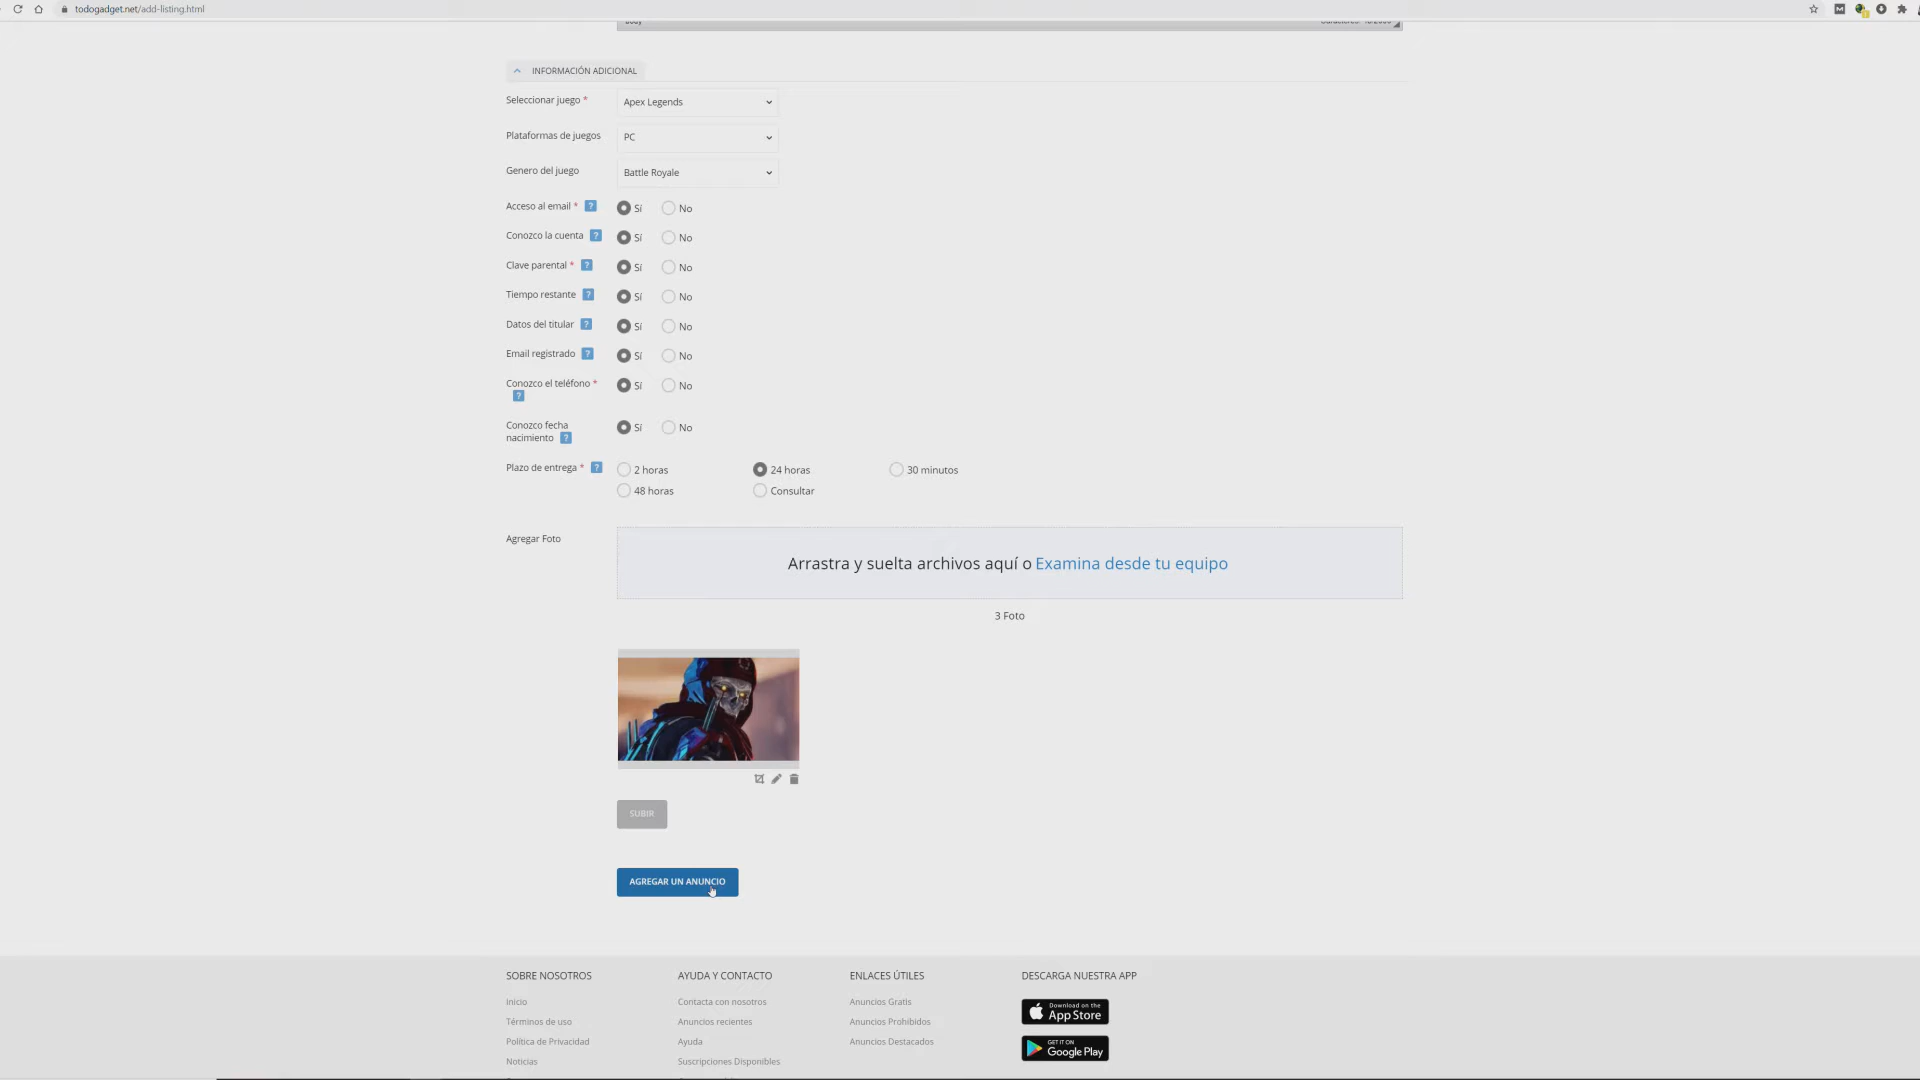 todogadget.net/add-listing.html
INFORMACIÓN ADICIONAL
Seleccionar juego * Apex Legends
Plataformas de juegos PC
Genero del juego Battle Royale
Acceso al email * ? Sí No
Conozco la cuenta ? Sí No
Clave parental * ? Sí No
Tiempo restante ? Sí No
Datos del titular ? Sí No
Email registrado ? Sí No
Conozco el teléfono * Sí No
?
Conozco fecha
nacimiento ? Sí No
Plazo de entrega * ? 2 horas 24 horas 30 minutos
48 horas Consultar
Agregar Foto
Arrastra y suelta archivos aquí o Examina desde tu equipo
3 Foto
SUBIR
AGREGAR UN ANUNCIO
SOBRE NOSOTROS AYUDA Y CONTACTO ENLACES ÚTILES DESCARGA NUESTRA APP
Inicio Contacta con nosotros Anuncios Gratis Download on the
App Store
Términos de uso Anuncios recientes Anuncios Prohibidos
Política de Privacidad Ayuda Anuncios Destacados GET IT ON
Google Play
Noticias Suscripciones Disponibles